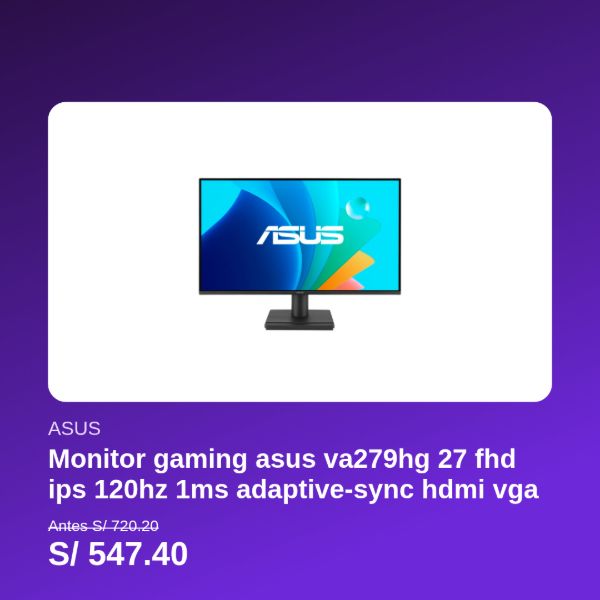 ASUS
ASUS
Monitor gaming asus va279hg 27 fhd
ips 120hz 1ms adaptive-sync hdmi vga
Antes S/ 720.20
S/ 547.40